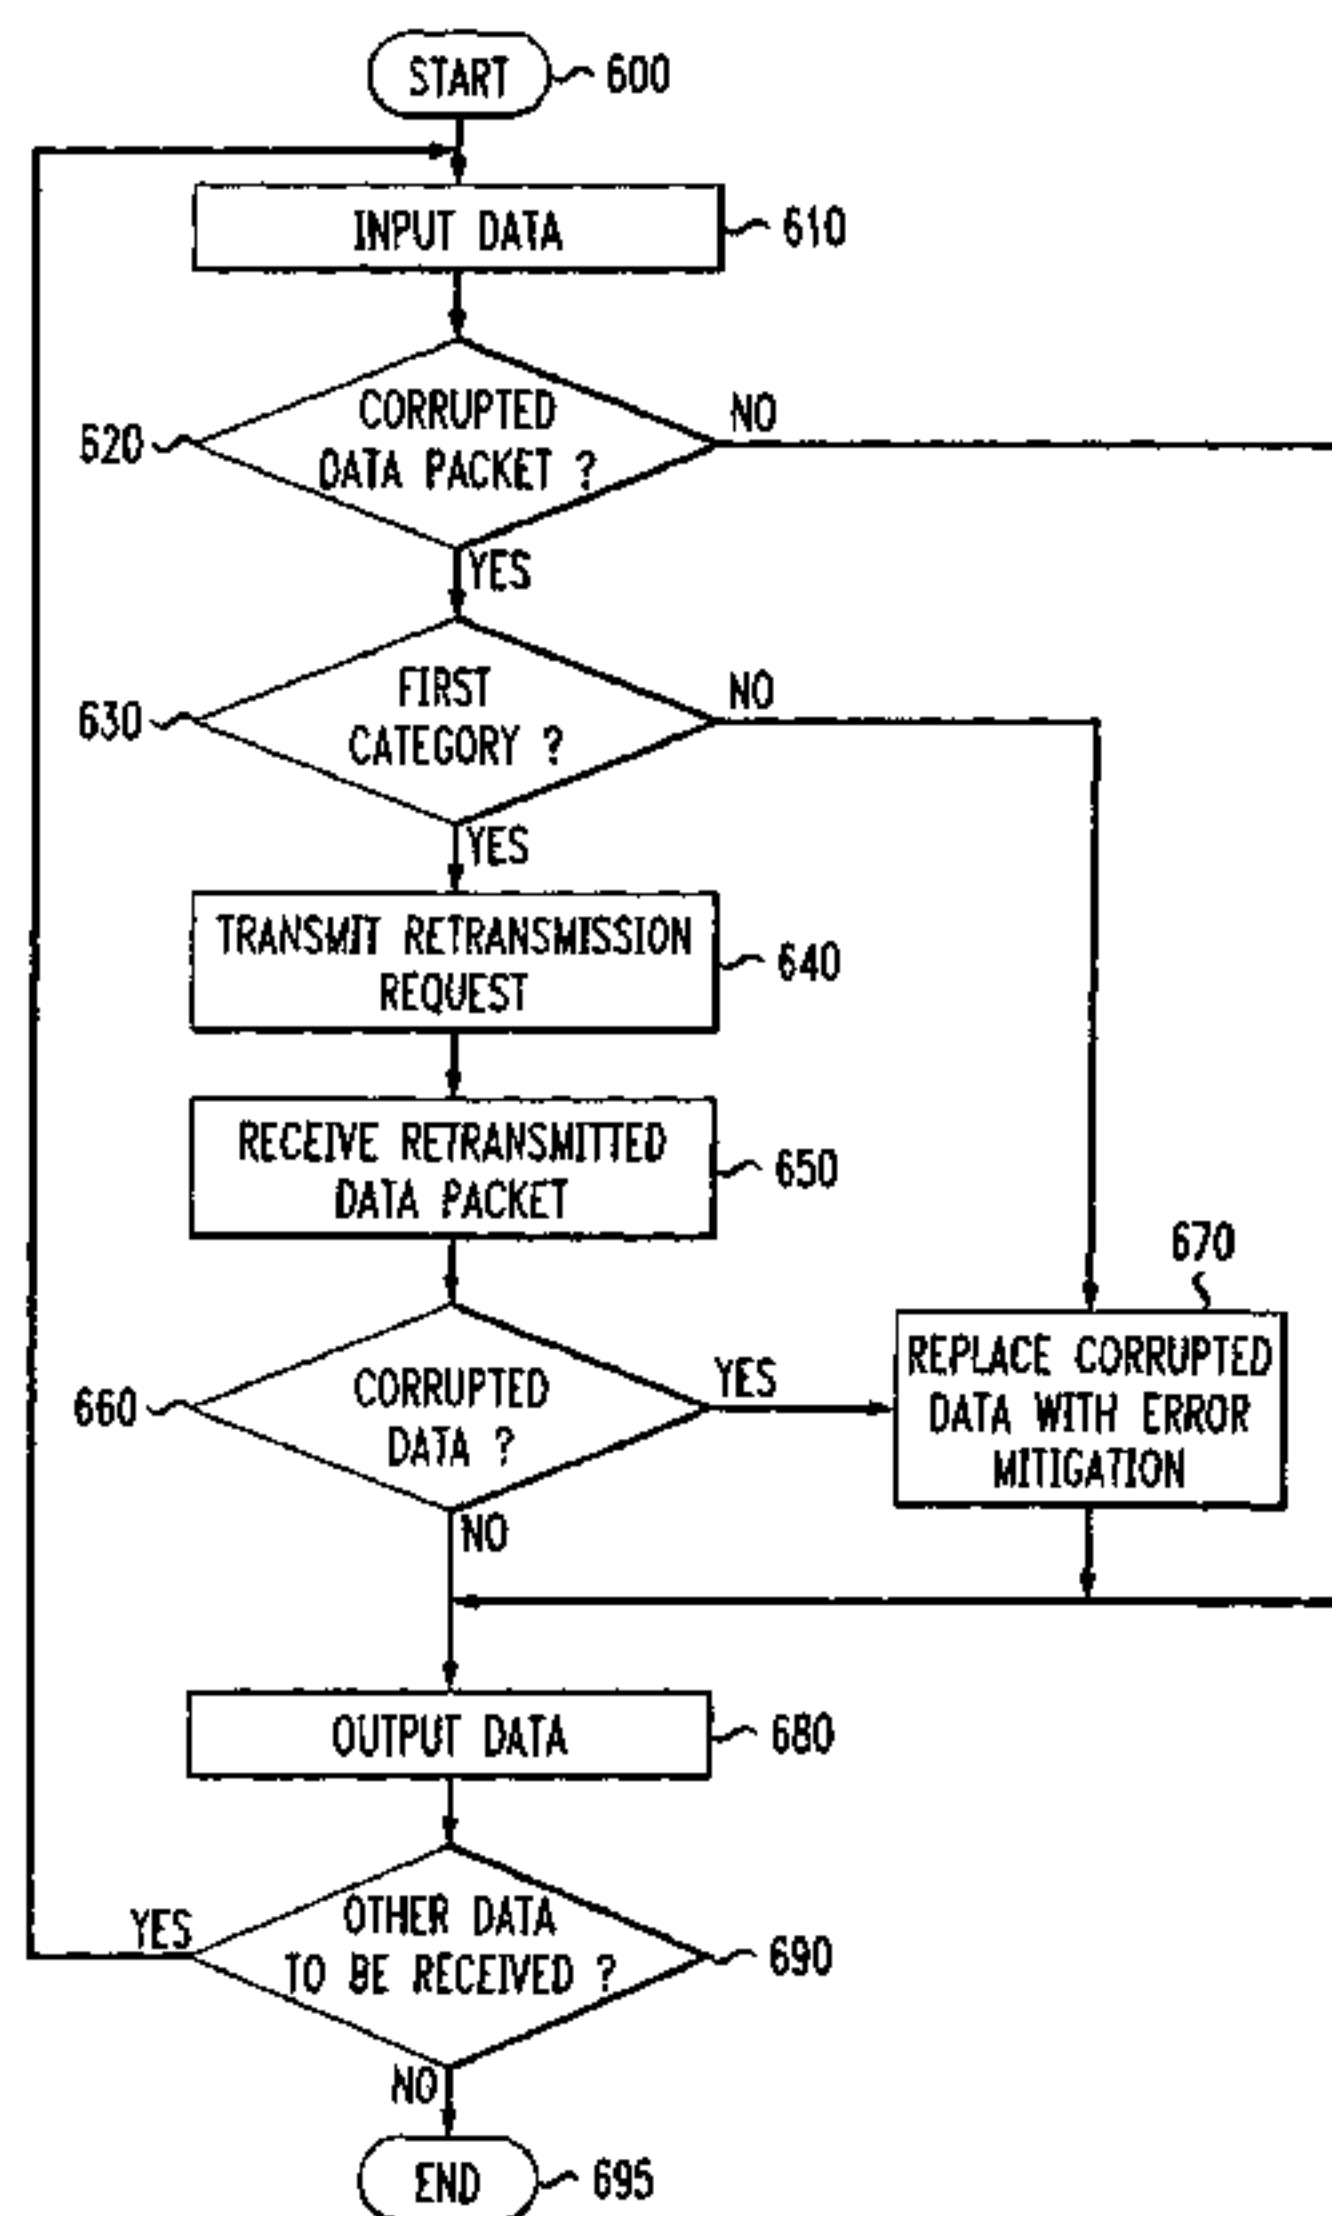 START
600
INPUT DATA
610
CORRUPTED
DATA PACKET ?
620
NO
YES
FIRST
CATEGORY ?
630
NO
YES
TRANSMIT RETRANSMISSION
REQUEST
640
RECEIVE RETRANSMITTED
DATA PACKET
650
670
REPLACE CORRUPTED
DATA WITH ERROR
MITIGATION
CORRUPTED
DATA ?
660
YES
NO
OUTPUT DATA
680
OTHER DATA
TO BE RECEIVED ?
YES
690
NO
END
695